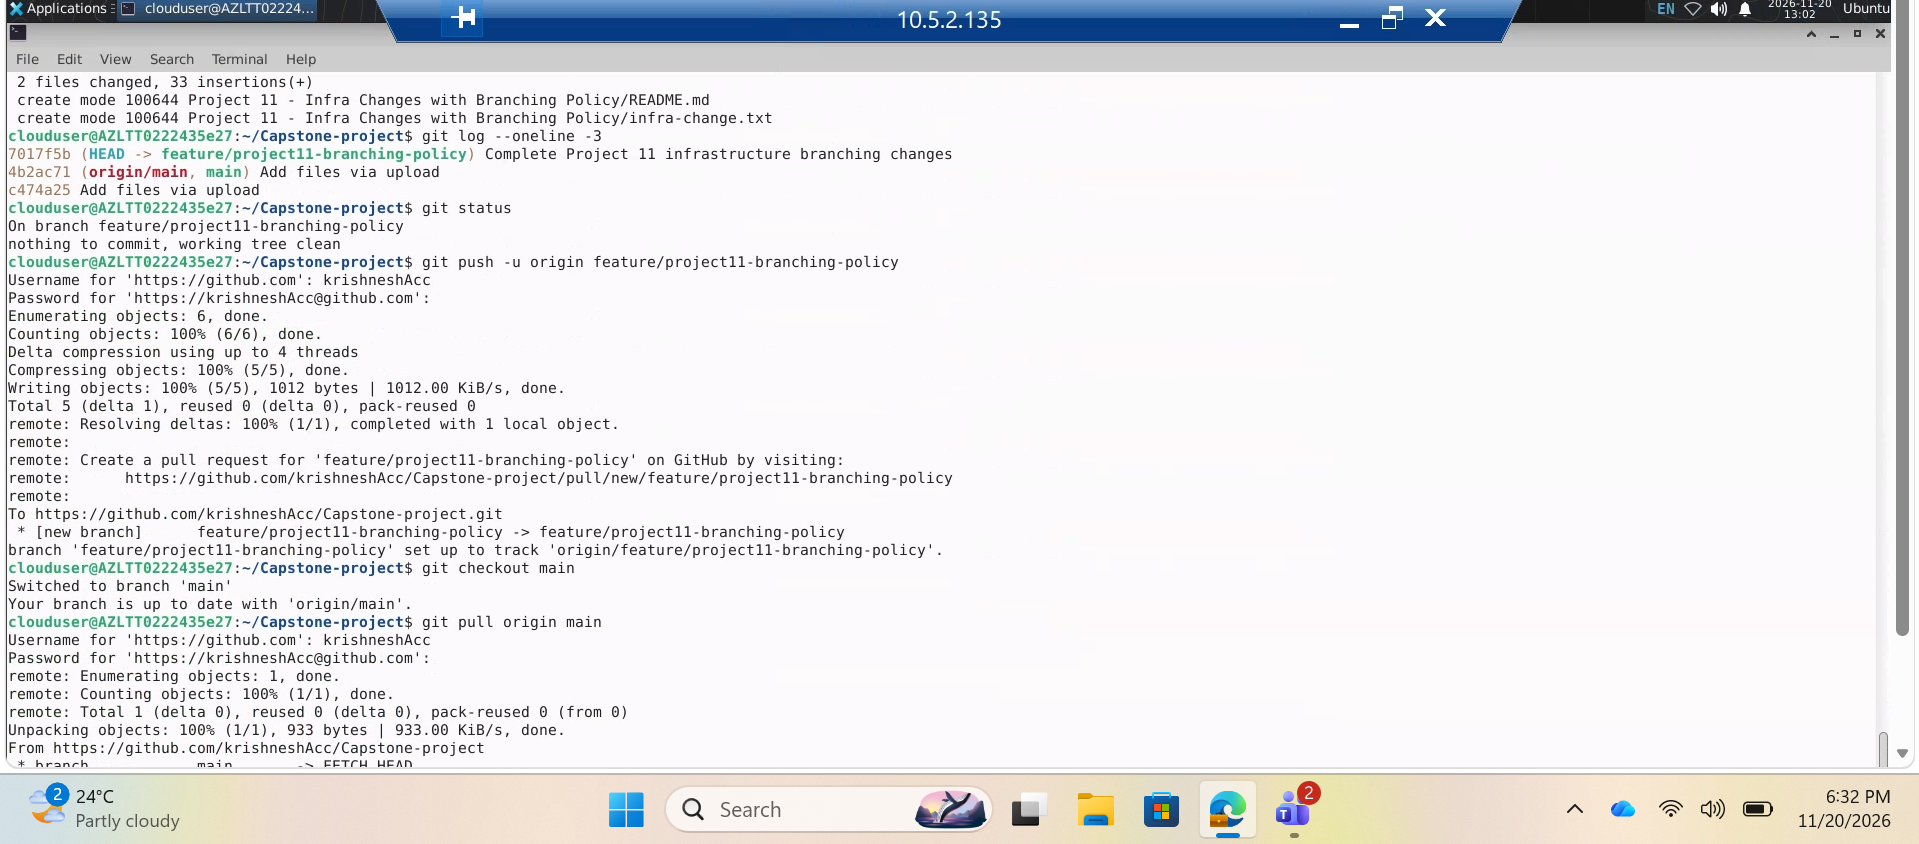 Applications
clouduser@AZLTT02224...
10.5.2.135
EN
2026-11-20
13:02
Ubuntu
File Edit View Search Terminal Help
2 files changed, 33 insertions(+)
create mode 100644 Project 11 - Infra Changes with Branching Policy/README.md
create mode 100644 Project 11 - Infra Changes with Branching Policy/infra-change.txt
clouduser@AZLTT0222435e27:~/Capstone-project$ git log --oneline -3
7017f5b (HEAD -> feature/project11-branching-policy) Complete Project 11 infrastructure branching changes
4b2ac71 (origin/main, main) Add files via upload
c474a25 Add files via upload
clouduser@AZLTT0222435e27:~/Capstone-project$ git status
On branch feature/project11-branching-policy
nothing to commit, working tree clean
clouduser@AZLTT0222435e27:~/Capstone-project$ git push -u origin feature/project11-branching-policy
Username for 'https://github.com': krishneshAcc
Password for 'https://krishneshAcc@github.com':
Enumerating objects: 6, done.
Counting objects: 100% (6/6), done.
Delta compression using up to 4 threads
Compressing objects: 100% (5/5), done.
Writing objects: 100% (5/5), 1012 bytes | 1012.00 KiB/s, done.
Total 5 (delta 1), reused 0 (delta 0), pack-reused 0
remote: Resolving deltas: 100% (1/1), completed with 1 local object.
remote:
remote: Create a pull request for 'feature/project11-branching-policy' on GitHub by visiting:
remote:      https://github.com/krishneshAcc/Capstone-project/pull/new/feature/project11-branching-policy
remote:
To https://github.com/krishneshAcc/Capstone-project.git
* [new branch]      feature/project11-branching-policy -> feature/project11-branching-policy
branch 'feature/project11-branching-policy' set up to track 'origin/feature/project11-branching-policy'.
clouduser@AZLTT0222435e27:~/Capstone-project$ git checkout main
Switched to branch 'main'
Your branch is up to date with 'origin/main'.
clouduser@AZLTT0222435e27:~/Capstone-project$ git pull origin main
Username for 'https://github.com': krishneshAcc
Password for 'https://krishneshAcc@github.com':
remote: Enumerating objects: 1, done.
remote: Counting objects: 100% (1/1), done.
remote: Total 1 (delta 0), reused 0 (delta 0), pack-reused 0 (from 0)
Unpacking objects: 100% (1/1), 933 bytes | 933.00 KiB/s, done.
From https://github.com/krishneshAcc/Capstone-project
* branch            main       -> FETCH_HEAD
2
24°C
Partly cloudy
Search
T
2
6:32 PM
11/20/2026